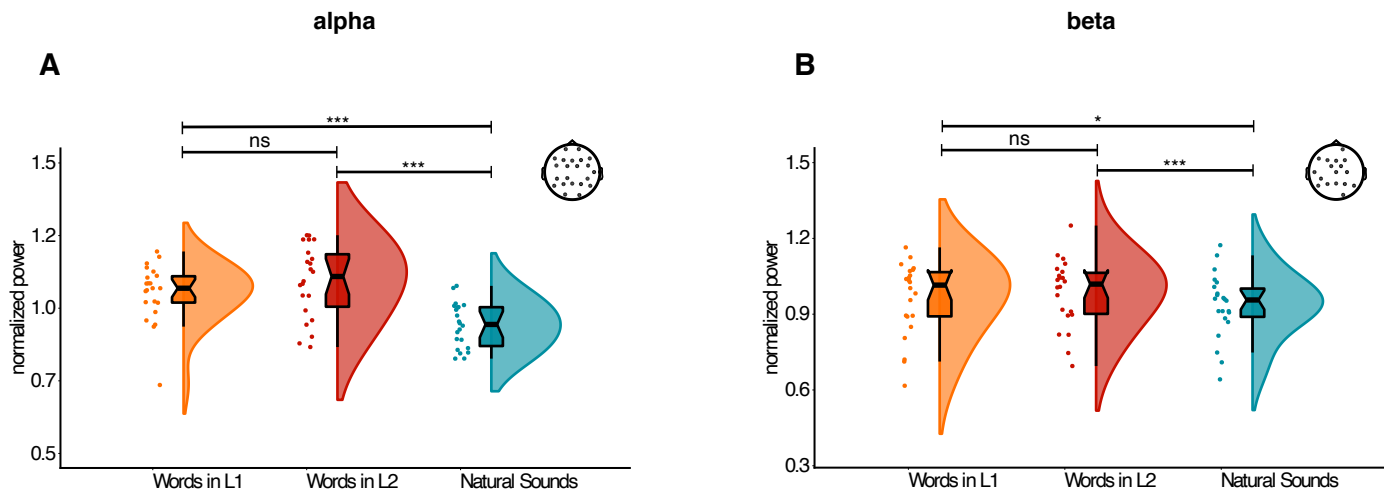 alpha
A
***
ns
***
normalized power
1.5
1.2
1.0
0.7
0.5
Words in L1
Words in L2
Natural Sounds
beta
B
*
ns
***
normalized power
1.5
1.2
0.9
0.6
0.3
Words in L1
Words in L2
Natural Sounds